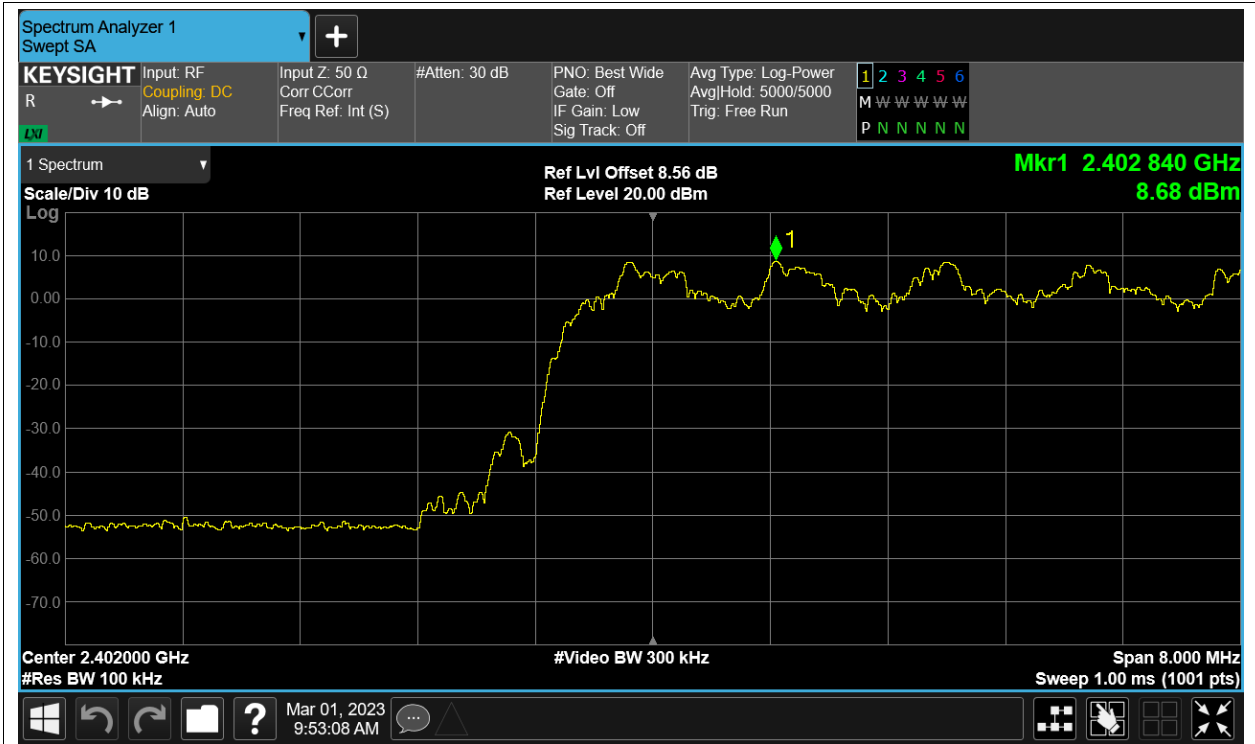 Spectrum Analyzer 1
Swept SA
+
KEYSIGHT
R
LXI
Input: RF
Coupling: DC
Align: Auto
Input Z: 50 Ω
Corr CCorr
Freq Ref: Int (S)
#Atten: 30 dB
PNO: Best Wide
Gate: Off
IF Gain: Low
Sig Track: Off
Avg Type: Log-Power
Avg|Hold: 5000/5000
Trig: Free Run
1 2 3 4 5 6
M W W W W W
P N N N N N
1 Spectrum
Scale/Div 10 dB
Log
Ref Lvl Offset 8.56 dB
Ref Level 20.00 dBm
Mkr1 2.402 840 GHz
8.68 dBm
1
10.0
0.00
-10.0
-20.0
-30.0
-40.0
-50.0
-60.0
-70.0
Center 2.402000 GHz
#Res BW 100 kHz
#Video BW 300 kHz
Span 8.000 MHz
Sweep 1.00 ms (1001 pts)
?
Mar 01, 2023
9:53:08 AM